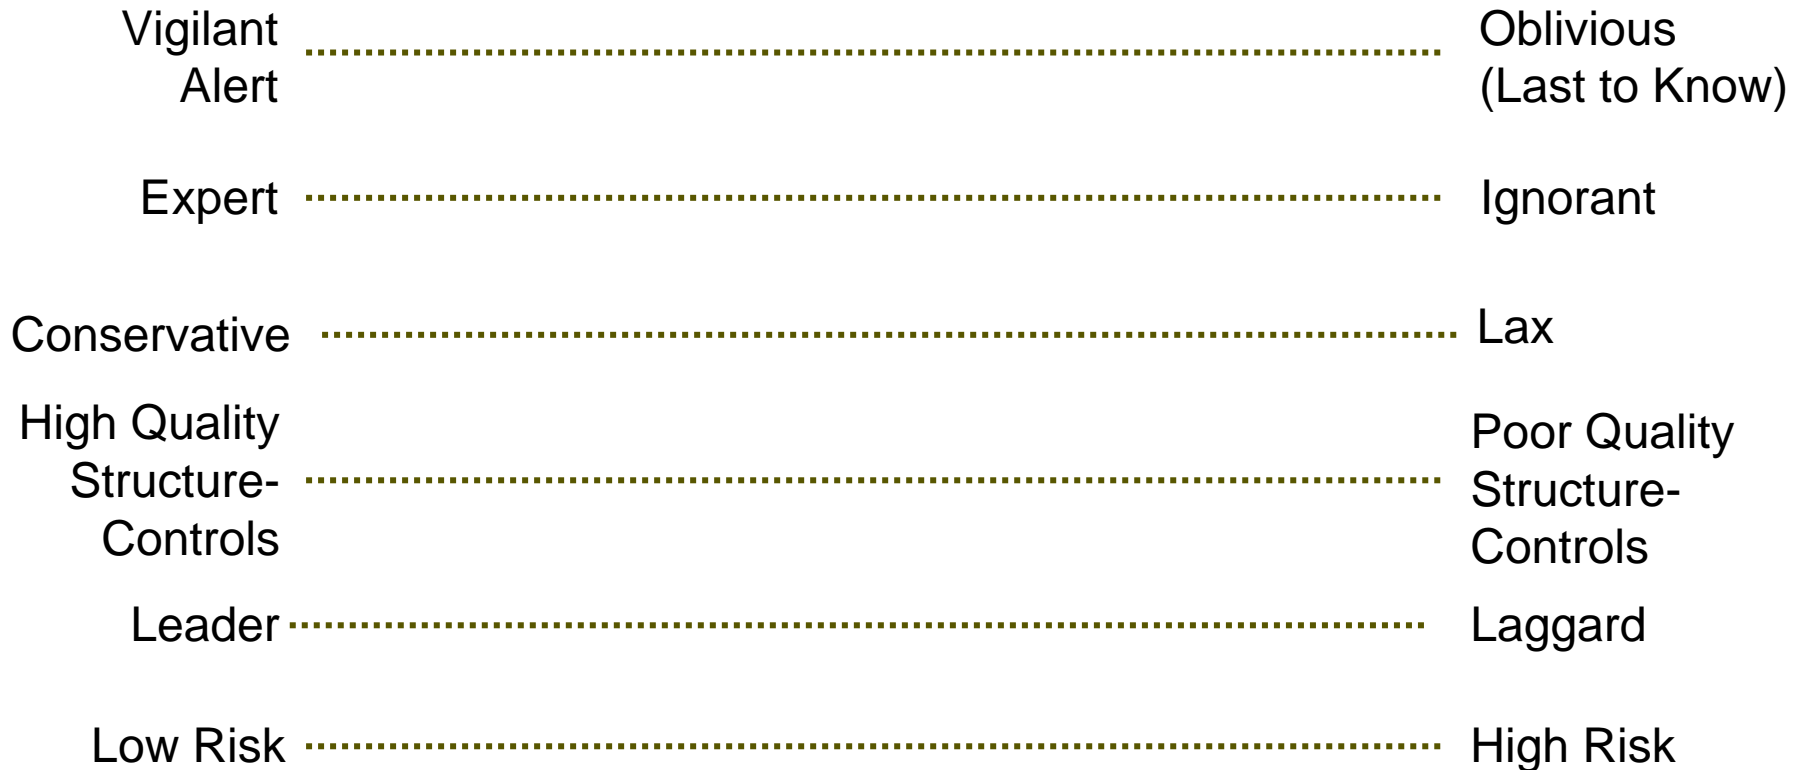 Vigilant
Alert
Oblivious
(Last to Know)
Expert
Ignorant
Conservative
Lax
High Quality
Structure-
Controls
Poor Quality
Structure-
Controls
Leader
Laggard
Low Risk
High Risk